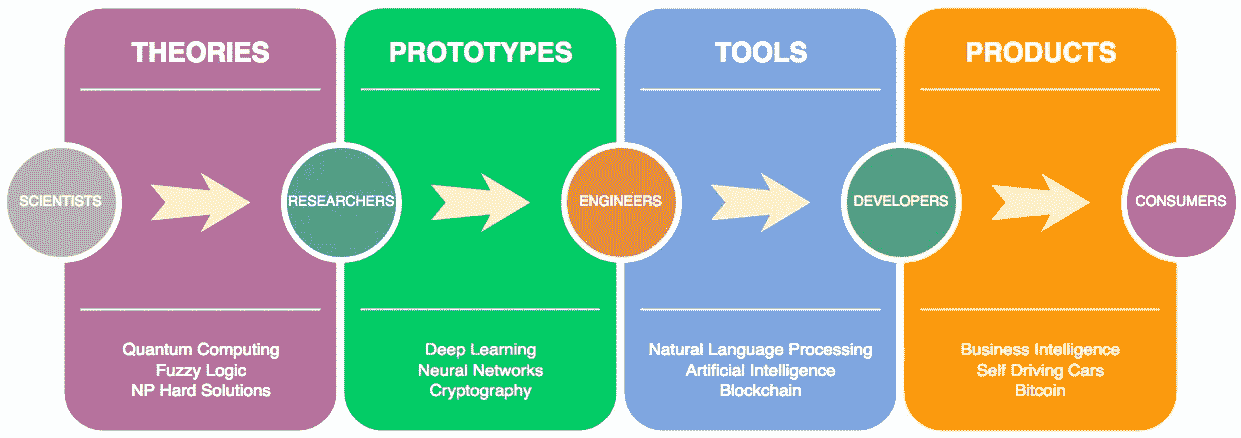 THEORIES
PROTOTYPES
TOOLS
PRODUCTS
SCIENTISTS
RESEARCHERS
ENGINEERS
DEVELOPERS
CONSUMERS
Quantum Computing
Fuzzy Logic
NP Hard Solutions
Deep Learning
Neural Networks
Cryptography
Natural Language Processing
Artificial Intelligence
Blockchain
Business Intelligence
Self Driving Cars
Bitcoin